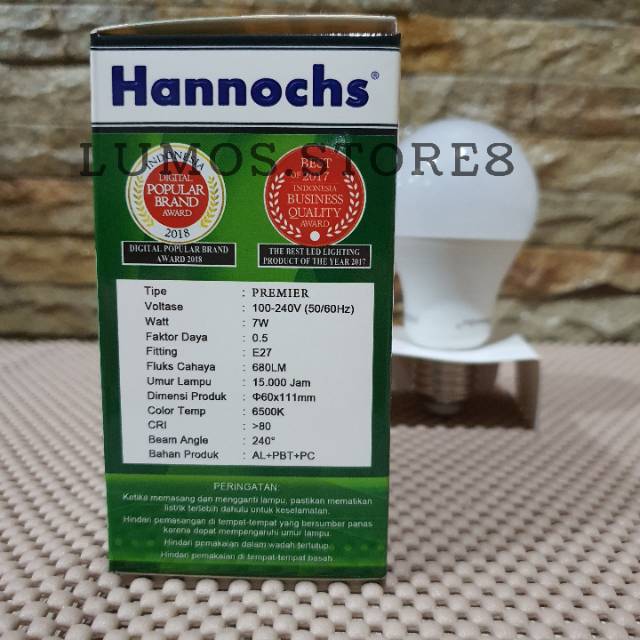 Hannochs®
LUMOS.STORE8
INDONESIA
DIGITAL
POPULAR
BRAND
AWARD
2018
DIGITAL POPULAR BRAND
AWARD 2018
BEST
OF 2017
INDONESIA
BUSINESS
QUALITY
AWARD
THE BEST LED LIGHTING
PRODUCT OF THE YEAR 2017
Tipe : PREMIER
Voltase : 100-240V (50/60Hz)
Watt : 7W
Faktor Daya : 0.5
Fitting : E27
Fluks Cahaya : 680LM
Umur Lampu : 15.000 Jam
Dimensi Produk : Φ60x111mm
Color Temp : 6500K
CRI : >80
Beam Angle : 240°
Bahan Produk : AL+PBT+PC
PERINGATAN:
Ketika memasang dan mengganti lampu, pastikan mematikan
listrik terlebih dahulu untuk keselamatan.
Hindari pemasangan di tempat-tempat yang bersumber panas
karena dapat mempengaruhi umur lampu.
Hindari pemakaian dalam wadah tertutup.
Hindari pemakaian di tempat-tempat basah.